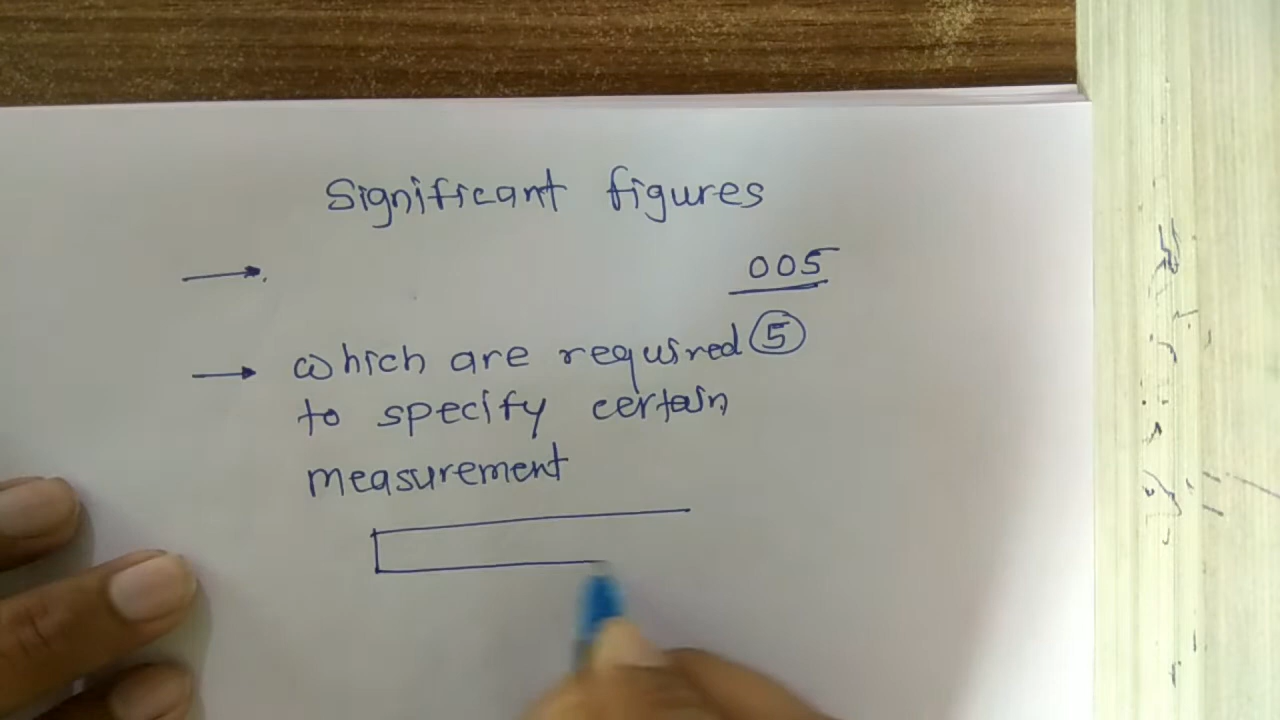 Significant figures
005
which are required 5
to specify certain
measurement